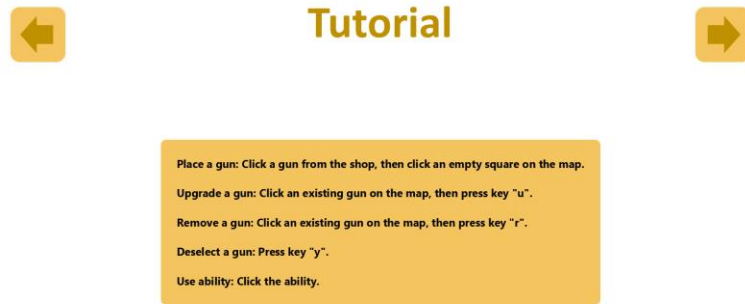 Tutorial
Place a gun: Click a gun from the shop, then click an empty square on the map.
Upgrade a gun: Click an existing gun on the map, then press key "u".
Remove a gun: Click an existing gun on the map, then press key "r".
Deselect a gun: Press key "y".
Use ability: Click the ability.